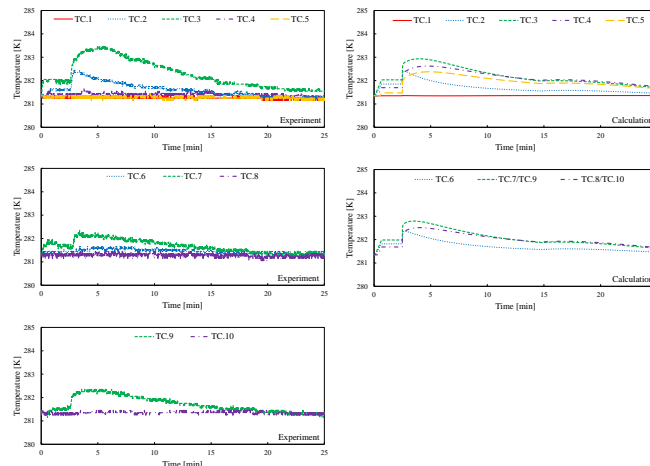 TC.1 TC.2 TC.3 TC.4 TC.5
285
284
283
282
281
280
Temperature [K]
0 5 10 15 20 25
Time [min]
Experiment
TC.1 TC.2 TC.3 TC.4 TC.5
285
284
283
282
281
280
Temperature [K]
0 5 10 15 20
Time [min]
Calculation
TC.6 TC.7 TC.8
285
284
283
282
281
280
Temperature [K]
0 5 10 15 20 25
Time [min]
Experiment
TC.6 TC.7/TC.9 TC.8/TC.10
285
284
283
282
281
280
Temperature [K]
0 5 10 15 20
Time [min]
Calculation
TC.9 TC.10
285
284
283
282
281
280
Temperature [K]
0 5 10 15 20 25
Time [min]
Experiment